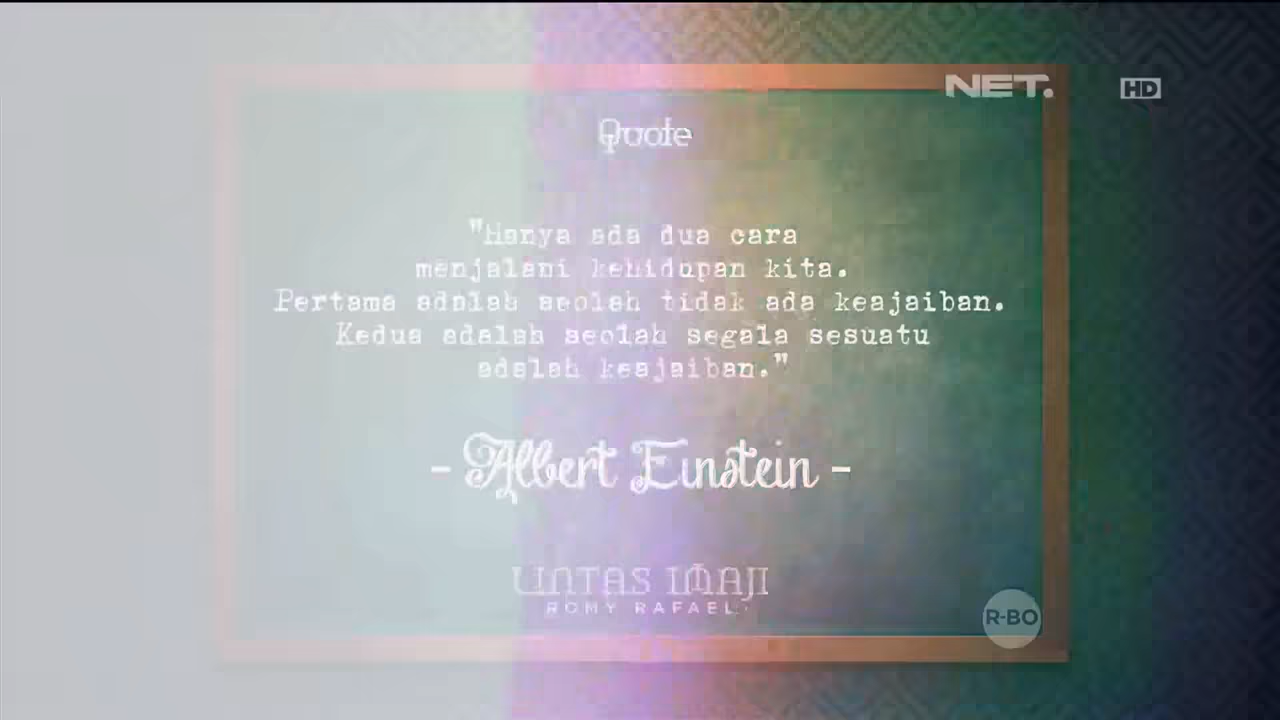 NET.
HD
Quote
"Hanya ada dua cara
menjalani kehidupan kita.
Pertama adalah seolah tidak ada keajaiban.
Kedua adalah seolah segala sesuatu
adalah keajaiban."
- Albert Einstein -
LINTAS IMAJI
ROMY RAFAEL
R-BO